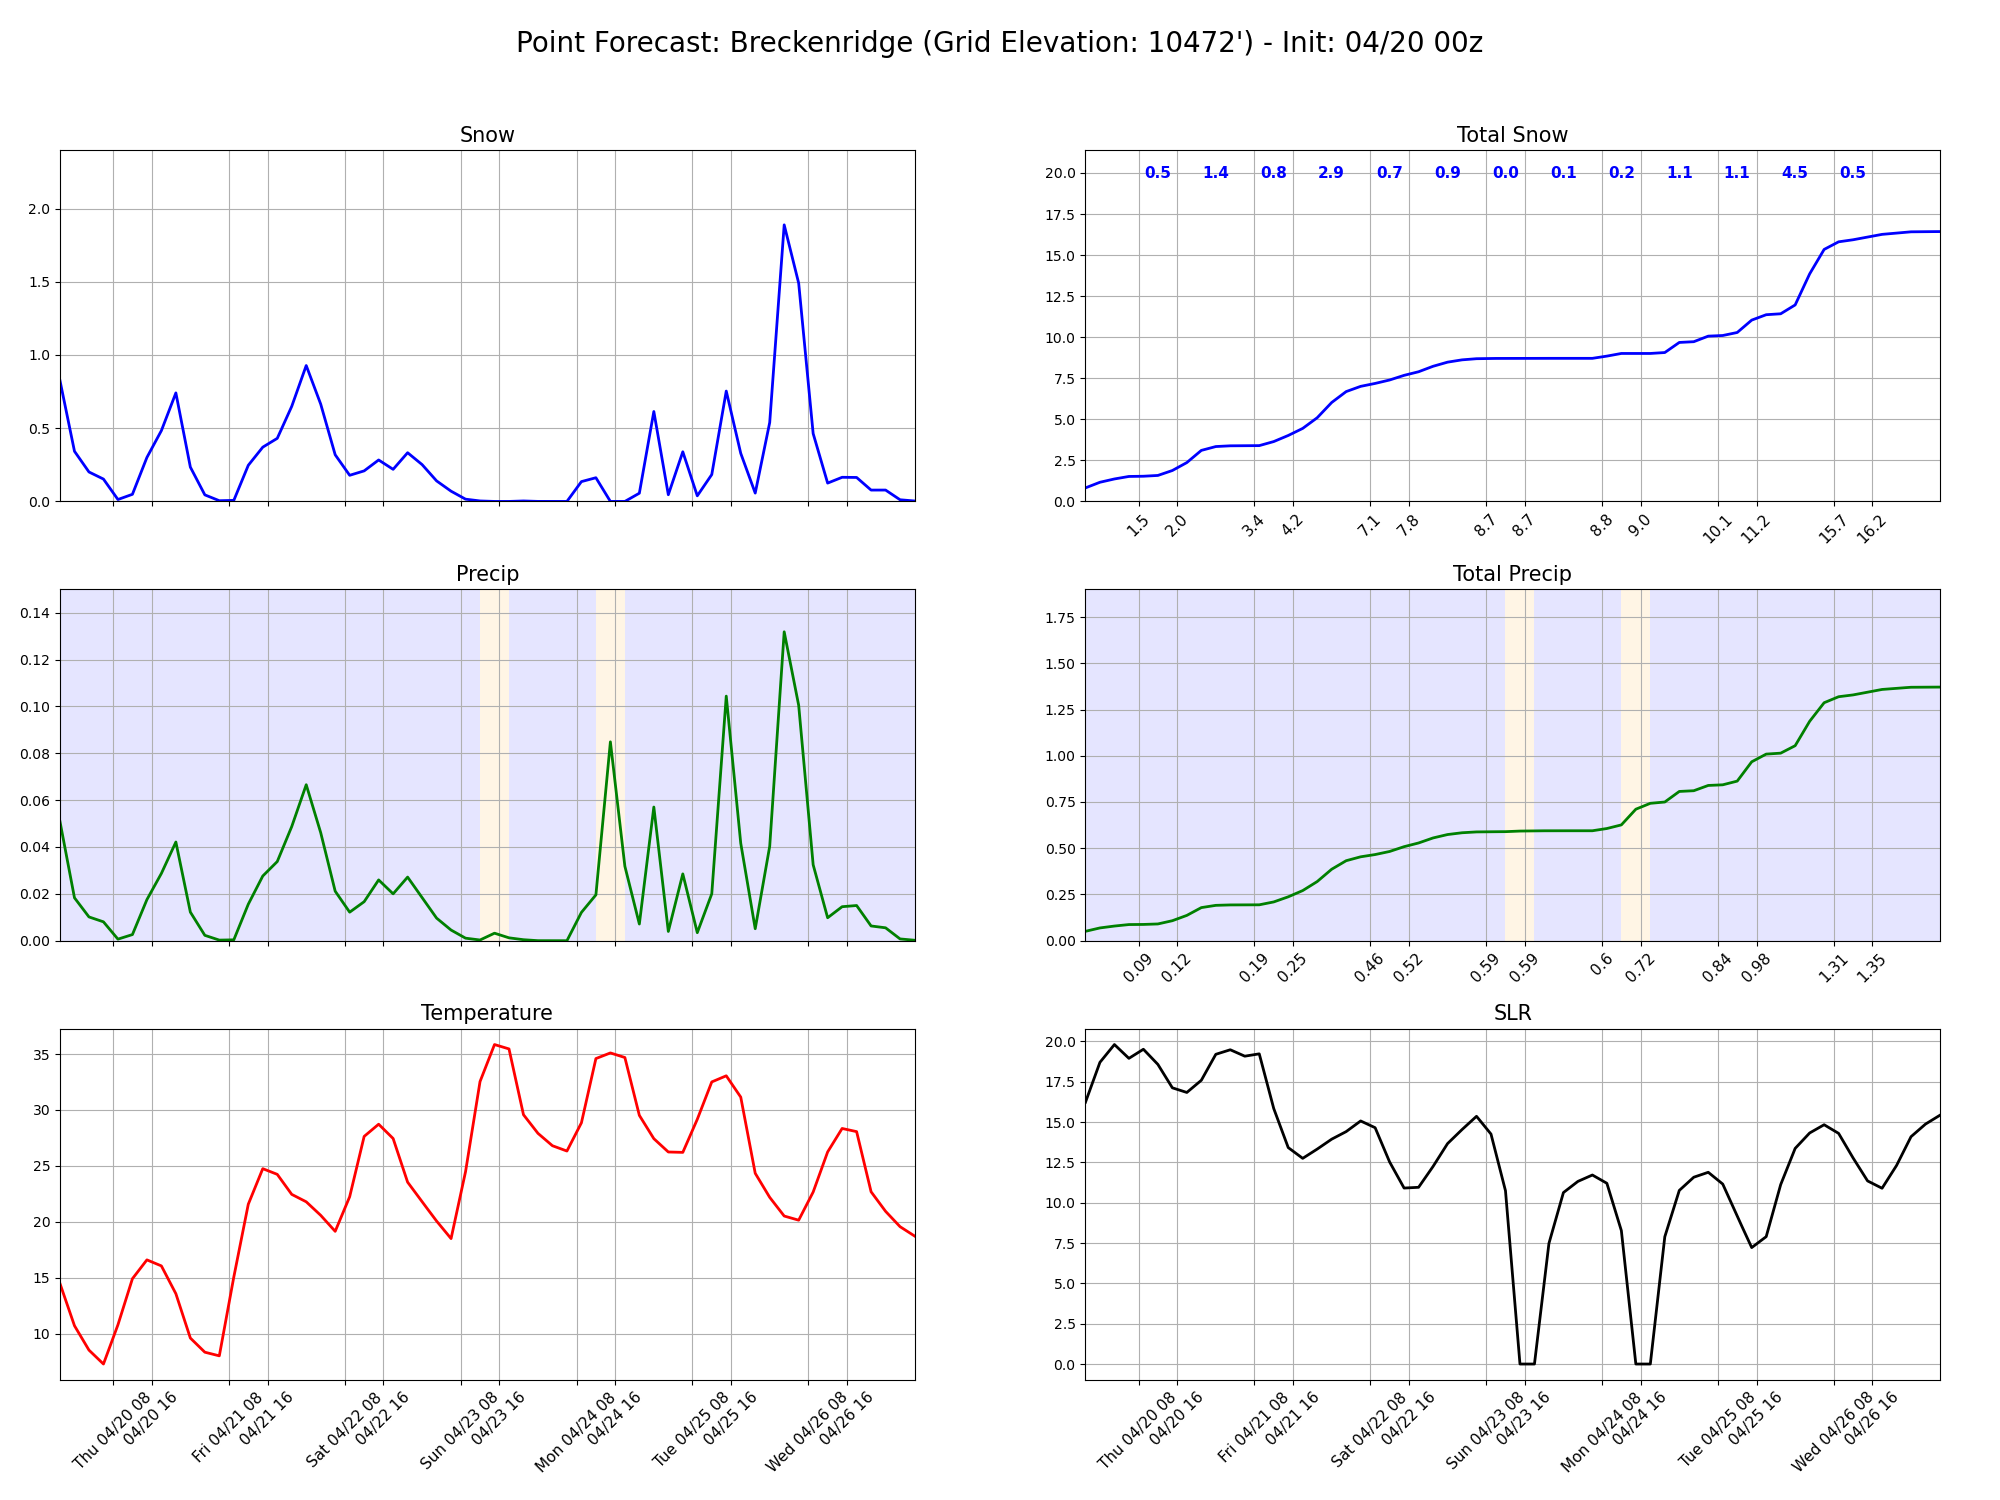 Point Forecast: Breckenridge (Grid Elevation: 10472') - Init: 04/20 00z
Snow
2.0
1.5
1.0
0.5
0.0
Total Snow
20.0
17.5
15.0
12.5
10.0
7.5
5.0
2.5
0.0
0.5 1.4 0.8 2.9 0.7 0.9 0.0 0.1 0.2 1.1 1.1 4.5 0.5
1.5 2.0 3.4 4.2 7.1 7.8 8.7 8.7 8.8 9.0 10.1 11.2 15.7 16.2
Precip
0.14
0.12
0.10
0.08
0.06
0.04
0.02
0.00
Total Precip
1.75
1.50
1.25
1.00
0.75
0.50
0.25
0.00
0.09 0.12 0.19 0.25 0.46 0.52 0.59 0.59 0.6 0.72 0.84 0.98 1.31 1.35
Temperature
35
30
25
20
15
10
Thu 04/20 08
04/20 16
Fri 04/21 08
04/21 16
Sat 04/22 08
04/22 16
Sun 04/23 08
04/23 16
Mon 04/24 08
04/24 16
Tue 04/25 08
04/25 16
Wed 04/26 08
04/26 16
SLR
20.0
17.5
15.0
12.5
10.0
7.5
5.0
2.5
0.0
Thu 04/20 08
04/20 16
Fri 04/21 08
04/21 16
Sat 04/22 08
04/22 16
Sun 04/23 08
04/23 16
Mon 04/24 08
04/24 16
Tue 04/25 08
04/25 16
Wed 04/26 08
04/26 16